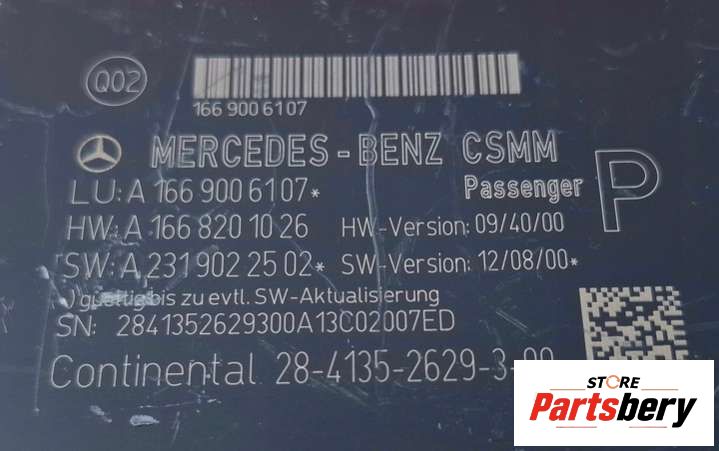 Q02
166 900 6107
MERCEDES-BENZ CSMM
LU: A 166 900 61 07* Passenger P
HW: A 166 820 10 26 HW-Version: 09/40/00
SW: A 231 902 25 02* SW-Version: 12/08/00*
bis zu evtl. SW-Aktualisierung
SN: 2841352629300A13C02007ED
Continental 28-4135-2629-3-
STORE
Partsbery